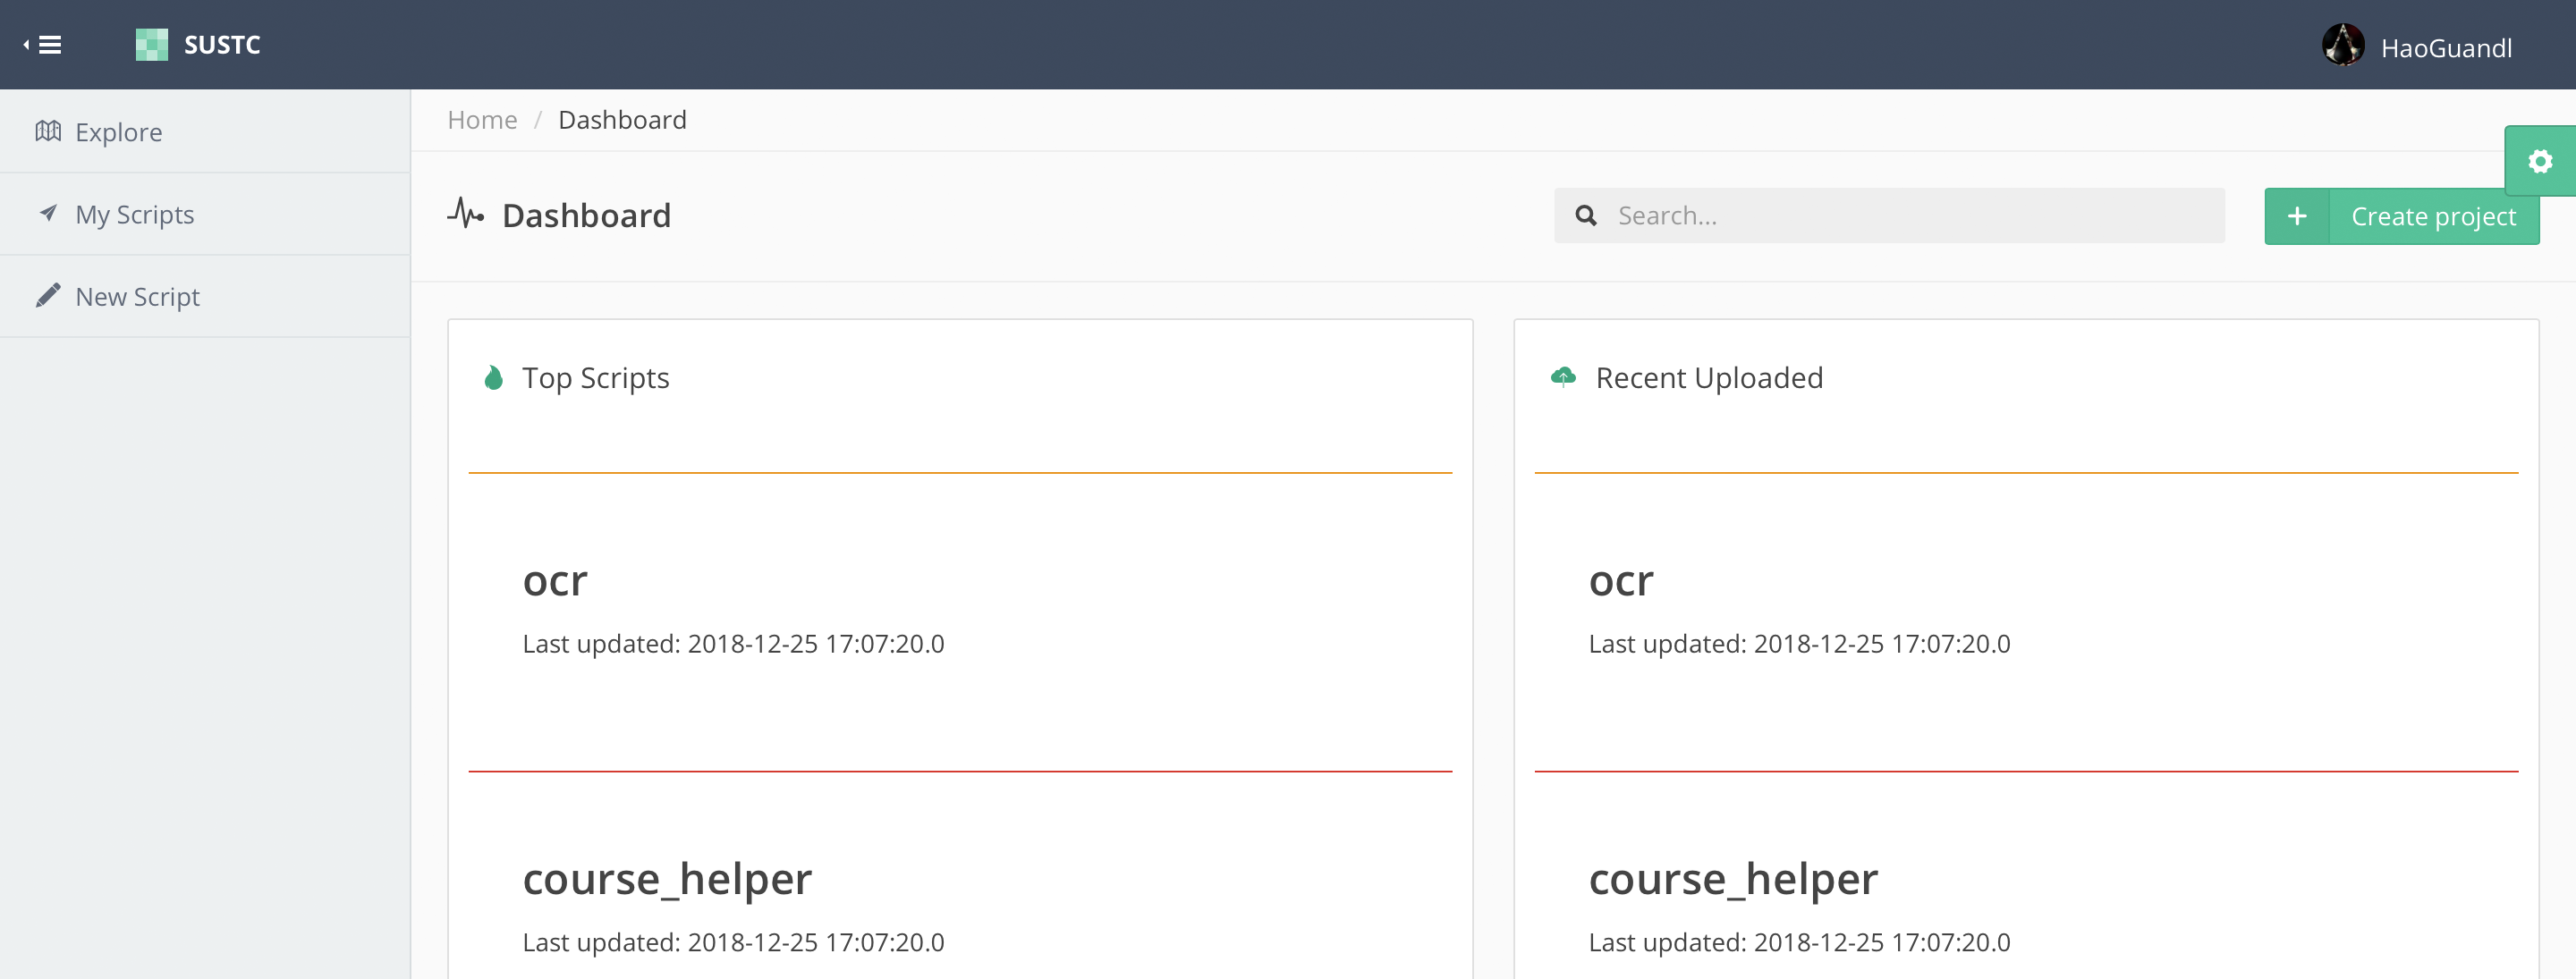 SUSTC
HaoGuandl
Explore
My Scripts
New Script
Home / Dashboard
Dashboard
Search...
+ Create project
Top Scripts
ocr
Last updated: 2018-12-25 17:07:20.0
course_helper
Last updated: 2018-12-25 17:07:20.0
Recent Uploaded
ocr
Last updated: 2018-12-25 17:07:20.0
course_helper
Last updated: 2018-12-25 17:07:20.0